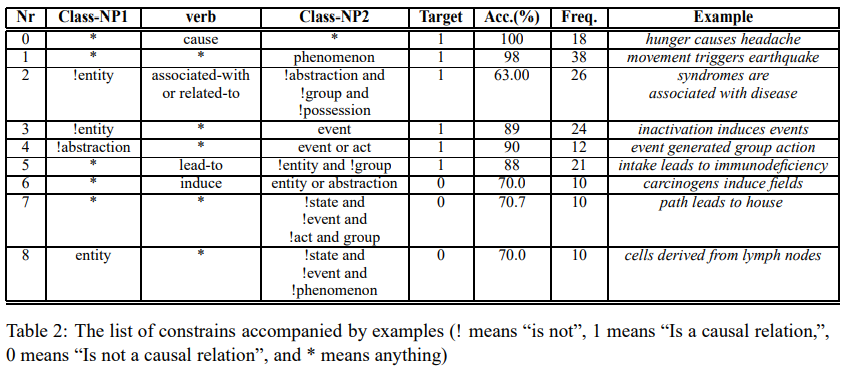 Nr Class-NP1 verb Class-NP2 Target Acc.(%) Freq. Example
0 * cause * 1 100 18 hunger causes headache
1 * * phenomenon 1 98 38 movement triggers earthquake
2 !entity associated-with !abstraction and 1 63.00 26 syndromes are
or related-to !group and associated with disease
!possession
3 !entity * event 1 89 24 inactivation induces events
4 !abstraction * event or act 1 90 12 event generated group action
5 * lead-to !entity and !group 1 88 21 intake leads to immunodeficiency
6 * induce entity or abstraction 0 70.0 10 carcinogens induce fields
7 * * !state and 0 70.7 10 path leads to house
!event and
!act and group
8 entity * !state and 0 70.0 10 cells derived from lymph nodes
!event and
!phenomenon
Table 2: The list of constrains accompanied by examples (! means “is not”, 1 means “Is a causal relation,”,
0 means “Is not a causal relation”, and * means anything)